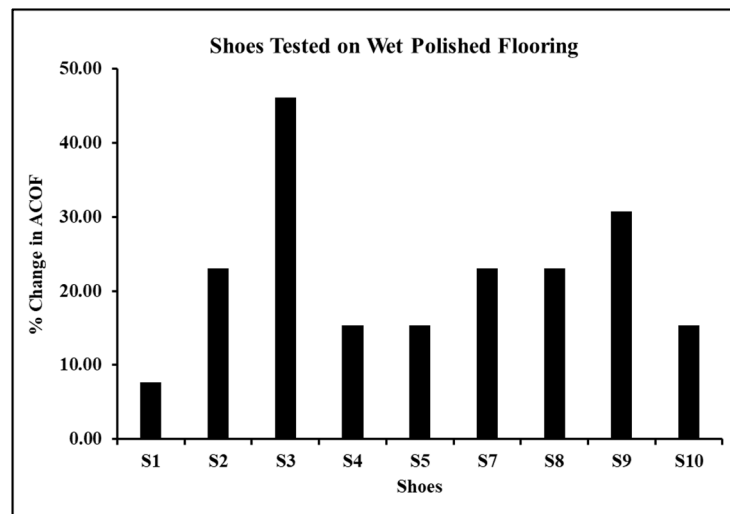 Shoes Tested on Wet Polished Flooring
50.00
40.00
30.00
20.00
10.00
0.00
% Change in ACOF
S1 S2 S3 S4 S5 S7 S8 S9 S10
Shoes